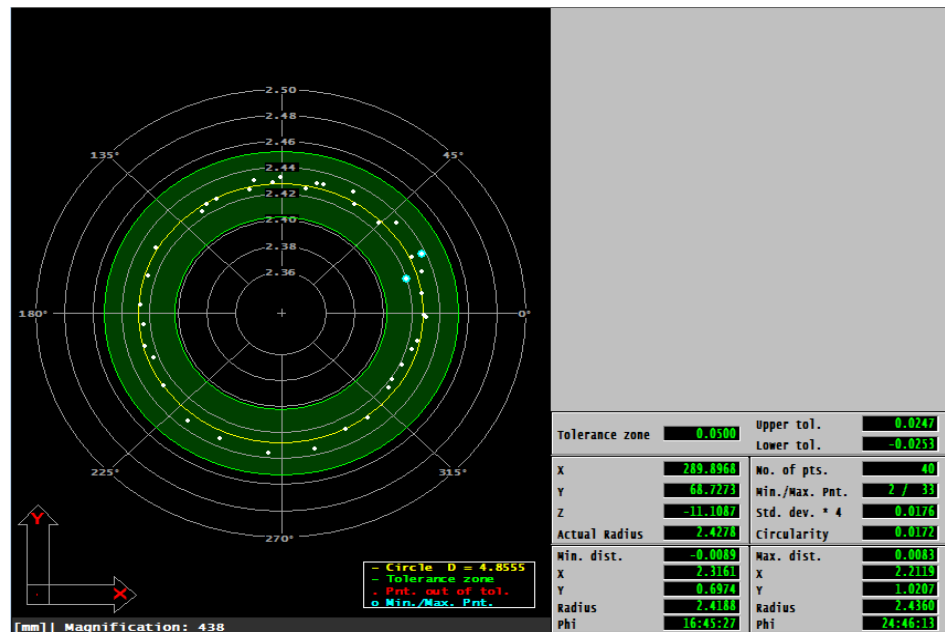 2.50
2.48
2.46
2.44
2.42
2.40
2.38
2.36
135°
45°
180°
0°
225°
315°
270°
Y
X
— Circle D = 4.8555
— Tolerance zone
. Pnt. out of tol.
o Min./Max. Pnt.
[mm]| Magnification: 438
Tolerance zone 0.0500
Upper tol. 0.0247
Lower tol. -0.0253
X 289.8968
Y 68.7273
Z -11.1087
Actual Radius 2.4278
No. of pts. 40
Min./Max. Pnt. 2 / 33
Std. dev. * 4 0.0176
Circularity 0.0172
Min. dist. -0.0089
X 2.3161
Y 0.6974
Radius 2.4188
Phi 16:45:27
Max. dist. 0.0083
X 2.2119
Y 1.0207
Radius 2.4360
Phi 24:46:13